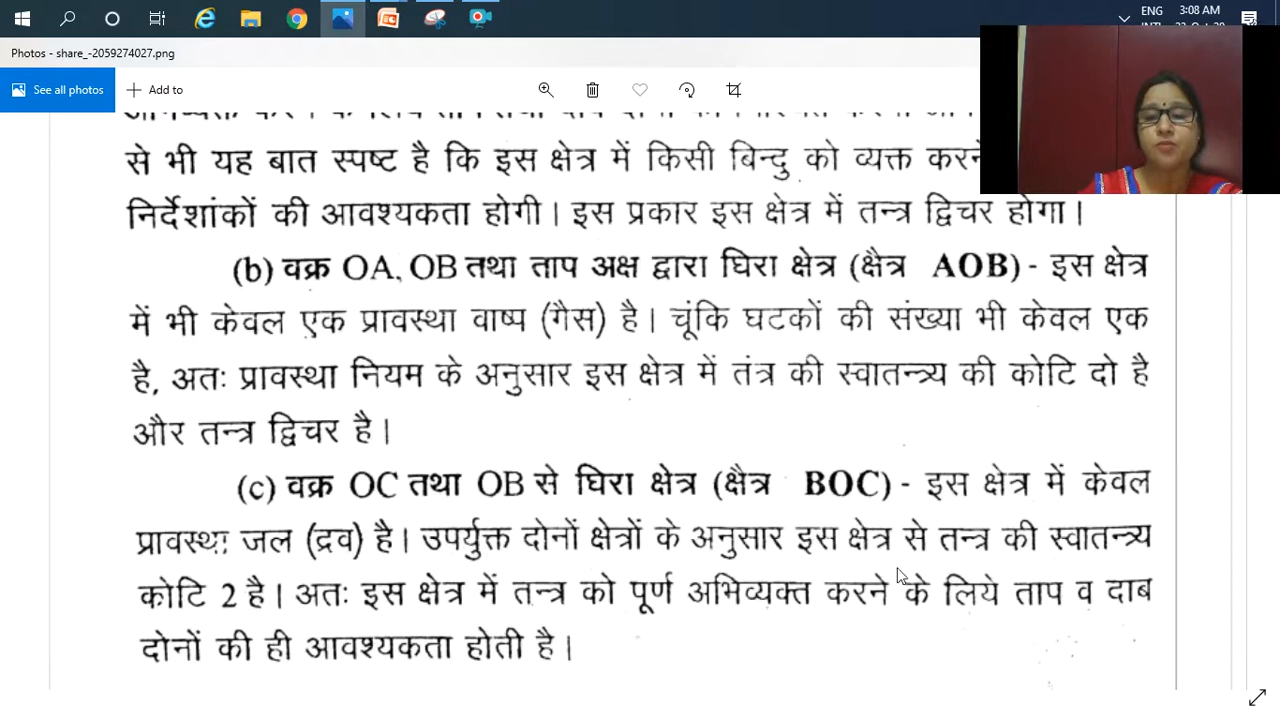 ENG
3:08 AM
Photos - share_-2059274027.png
See all photos
Add to
से भी यह बात स्पष्ट है कि इस क्षेत्र में किसी बिन्दु को व्यक्त करने
निर्देशांकों की आवश्यकता होगी। इस प्रकार इस क्षेत्र में तन्त्र द्विचर होगा।
(b) वक्र OA, OB तथा ताप अक्ष द्वारा घिरा क्षेत्र (क्षैत्र AOB) - इस क्षेत्र
में भी केवल एक प्रावस्था वाष्प (गैस) है। चूंकि घटकों की संख्या भी केवल एक
है, अतः प्रावस्था नियम के अनुसार इस क्षेत्र में तंत्र की स्वातन्त्र्य की कोटि दो है
और तन्त्र द्विचर है।
(c) वक्र OC तथा OB से घिरा क्षेत्र (क्षैत्र BOC) - इस क्षेत्र में केवल
प्रावस्था जल (द्रव) है। उपर्युक्त दोनों क्षेत्रों के अनुसार इस क्षेत्र से तन्त्र की स्वातन्त्र्य
कोटि 2 है। अतः इस क्षेत्र में तन्त्र को पूर्ण अभिव्यक्त करने के लिये ताप व दाब
दोनों की ही आवश्यकता होती है।